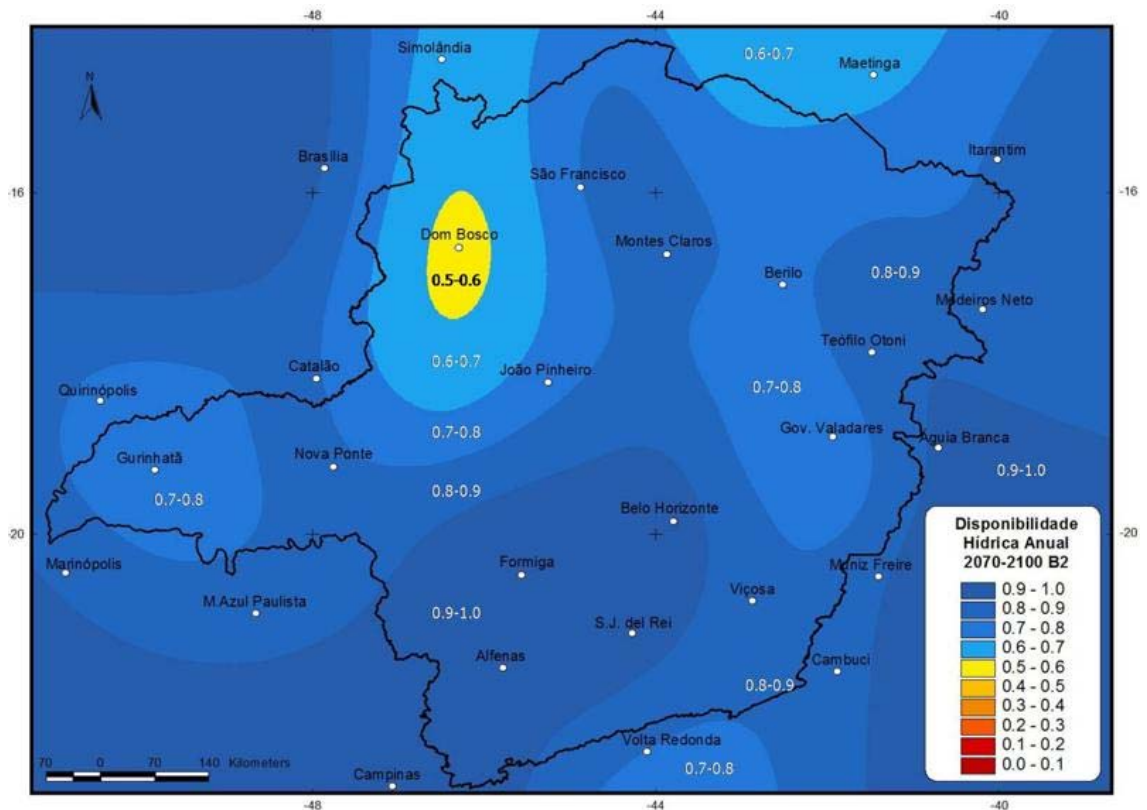 -48
-44
-40
Simolândia
0.6-0.7
Maetinga
N
Brasília
Itarantim
São Francisco
-16
-16
Dom Bosco
Montes Claros
0.5-0.6
Berilo
0.8-0.9
Medeiros Neto
Teófilo Otoni
0.6-0.7
Catalão
João Pinheiro
Quirinópolis
0.7-0.8
0.7-0.8
Gov. Valadares
Águia Branca
Gurinhatã
Nova Ponte
0.9-1.0
0.7-0.8
0.8-0.9
Belo Horizonte
-20
-20
Disponibilidade
Hídrica Anual
2070-2100 B2
0.9 - 1.0
0.8 - 0.9
0.7 - 0.8
0.6 - 0.7
0.5 - 0.6
0.4 - 0.5
0.3 - 0.4
0.2 - 0.3
0.1 - 0.2
0.0 - 0.1
Marinópolis
Formiga
Muniz Freire
M.Azul Paulista
Viçosa
0.9-1.0
S.J. del Rei
Alfenas
Cambuci
0.8-0.9
Volta Redonda
0.7-0.8
70 0 70 140 Kilometers
Campinas
-48
-44
-40